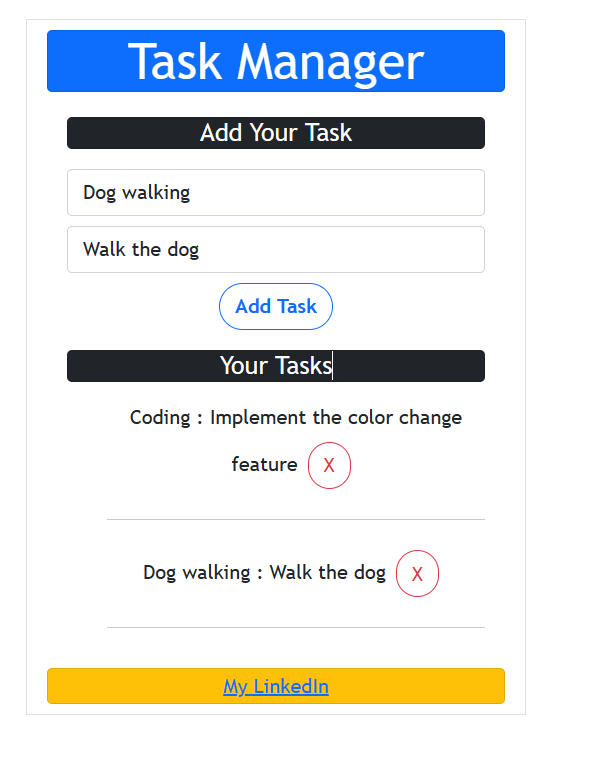 Task Manager
Add Your Task
Dog walking
Walk the dog
Add Task
Your Tasks
Coding : Implement the color change
feature X
Dog walking : Walk the dog X
My LinkedIn